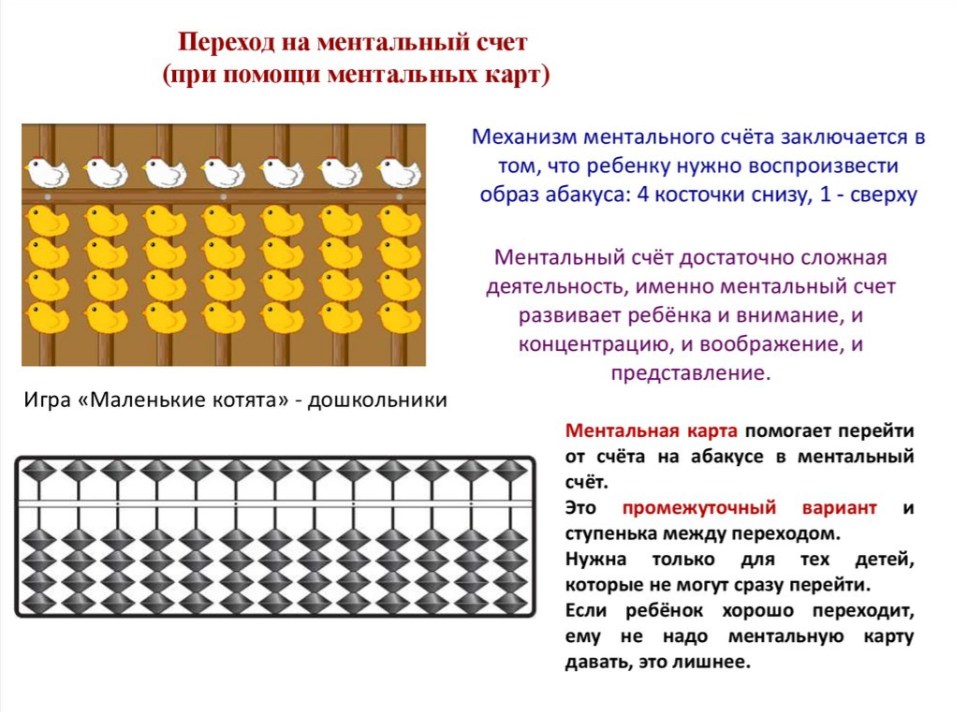 Переход на ментальный счет
(при помощи ментальных карт)
Механизм ментального счёта заключается в
том, что ребенку нужно воспроизвести
образ абакуса: 4 косточки снизу, 1 - сверху
Ментальный счёт достаточно сложная
деятельность, именно ментальный счет
развивает ребёнка и внимание, и
концентрацию, и воображение, и
представление.
Игра «Маленькие котята» - дошкольники
Ментальная карта помогает перейти
от счёта на абакусе в ментальный
счёт.
Это промежуточный вариант и
ступенька между переходом.
Нужна только для тех детей,
которые не могут сразу перейти.
Если ребёнок хорошо переходит,
ему не надо ментальную карту
давать, это лишнее.